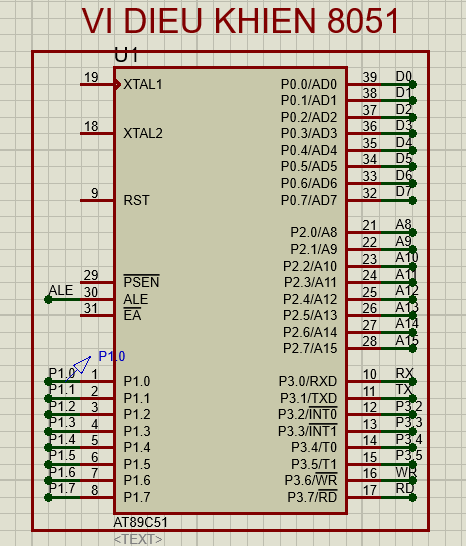 VI DIEU KHIEN 8051
U1
19 XTAL1 P0.0/AD0 39 D0
P0.1/AD1 38 D1
P0.2/AD2 37 D2
18 XTAL2 P0.3/AD3 36 D3
P0.4/AD4 35 D4
P0.5/AD5 34 D5
P0.6/AD6 33 D6
9 RST P0.7/AD7 32 D7
P2.0/A8 21 A8
P2.1/A9 22 A9
P2.2/A10 23 A10
29 PSEN P2.3/A11 24 A11
ALE 30 ALE P2.4/A12 25 A12
31 EA P2.5/A13 26 A13
P2.6/A14 27 A14
P2.7/A15 28 A15
P1.0
P1.0 1 P1.0 P3.0/RXD 10 RX
P1.1 2 P1.1 P3.1/TXD 11 TX
P1.2 3 P1.2 P3.2/INT0 12 P3.2
P1.3 4 P1.3 P3.3/INT1 13 P3.3
P1.4 5 P1.4 P3.4/T0 14 P3.4
P1.5 6 P1.5 P3.5/T1 15 P3.5
P1.6 7 P1.6 P3.6/WR 16 WR
P1.7 8 P1.7 P3.7/RD 17 RD
AT89C51
<TEXT>